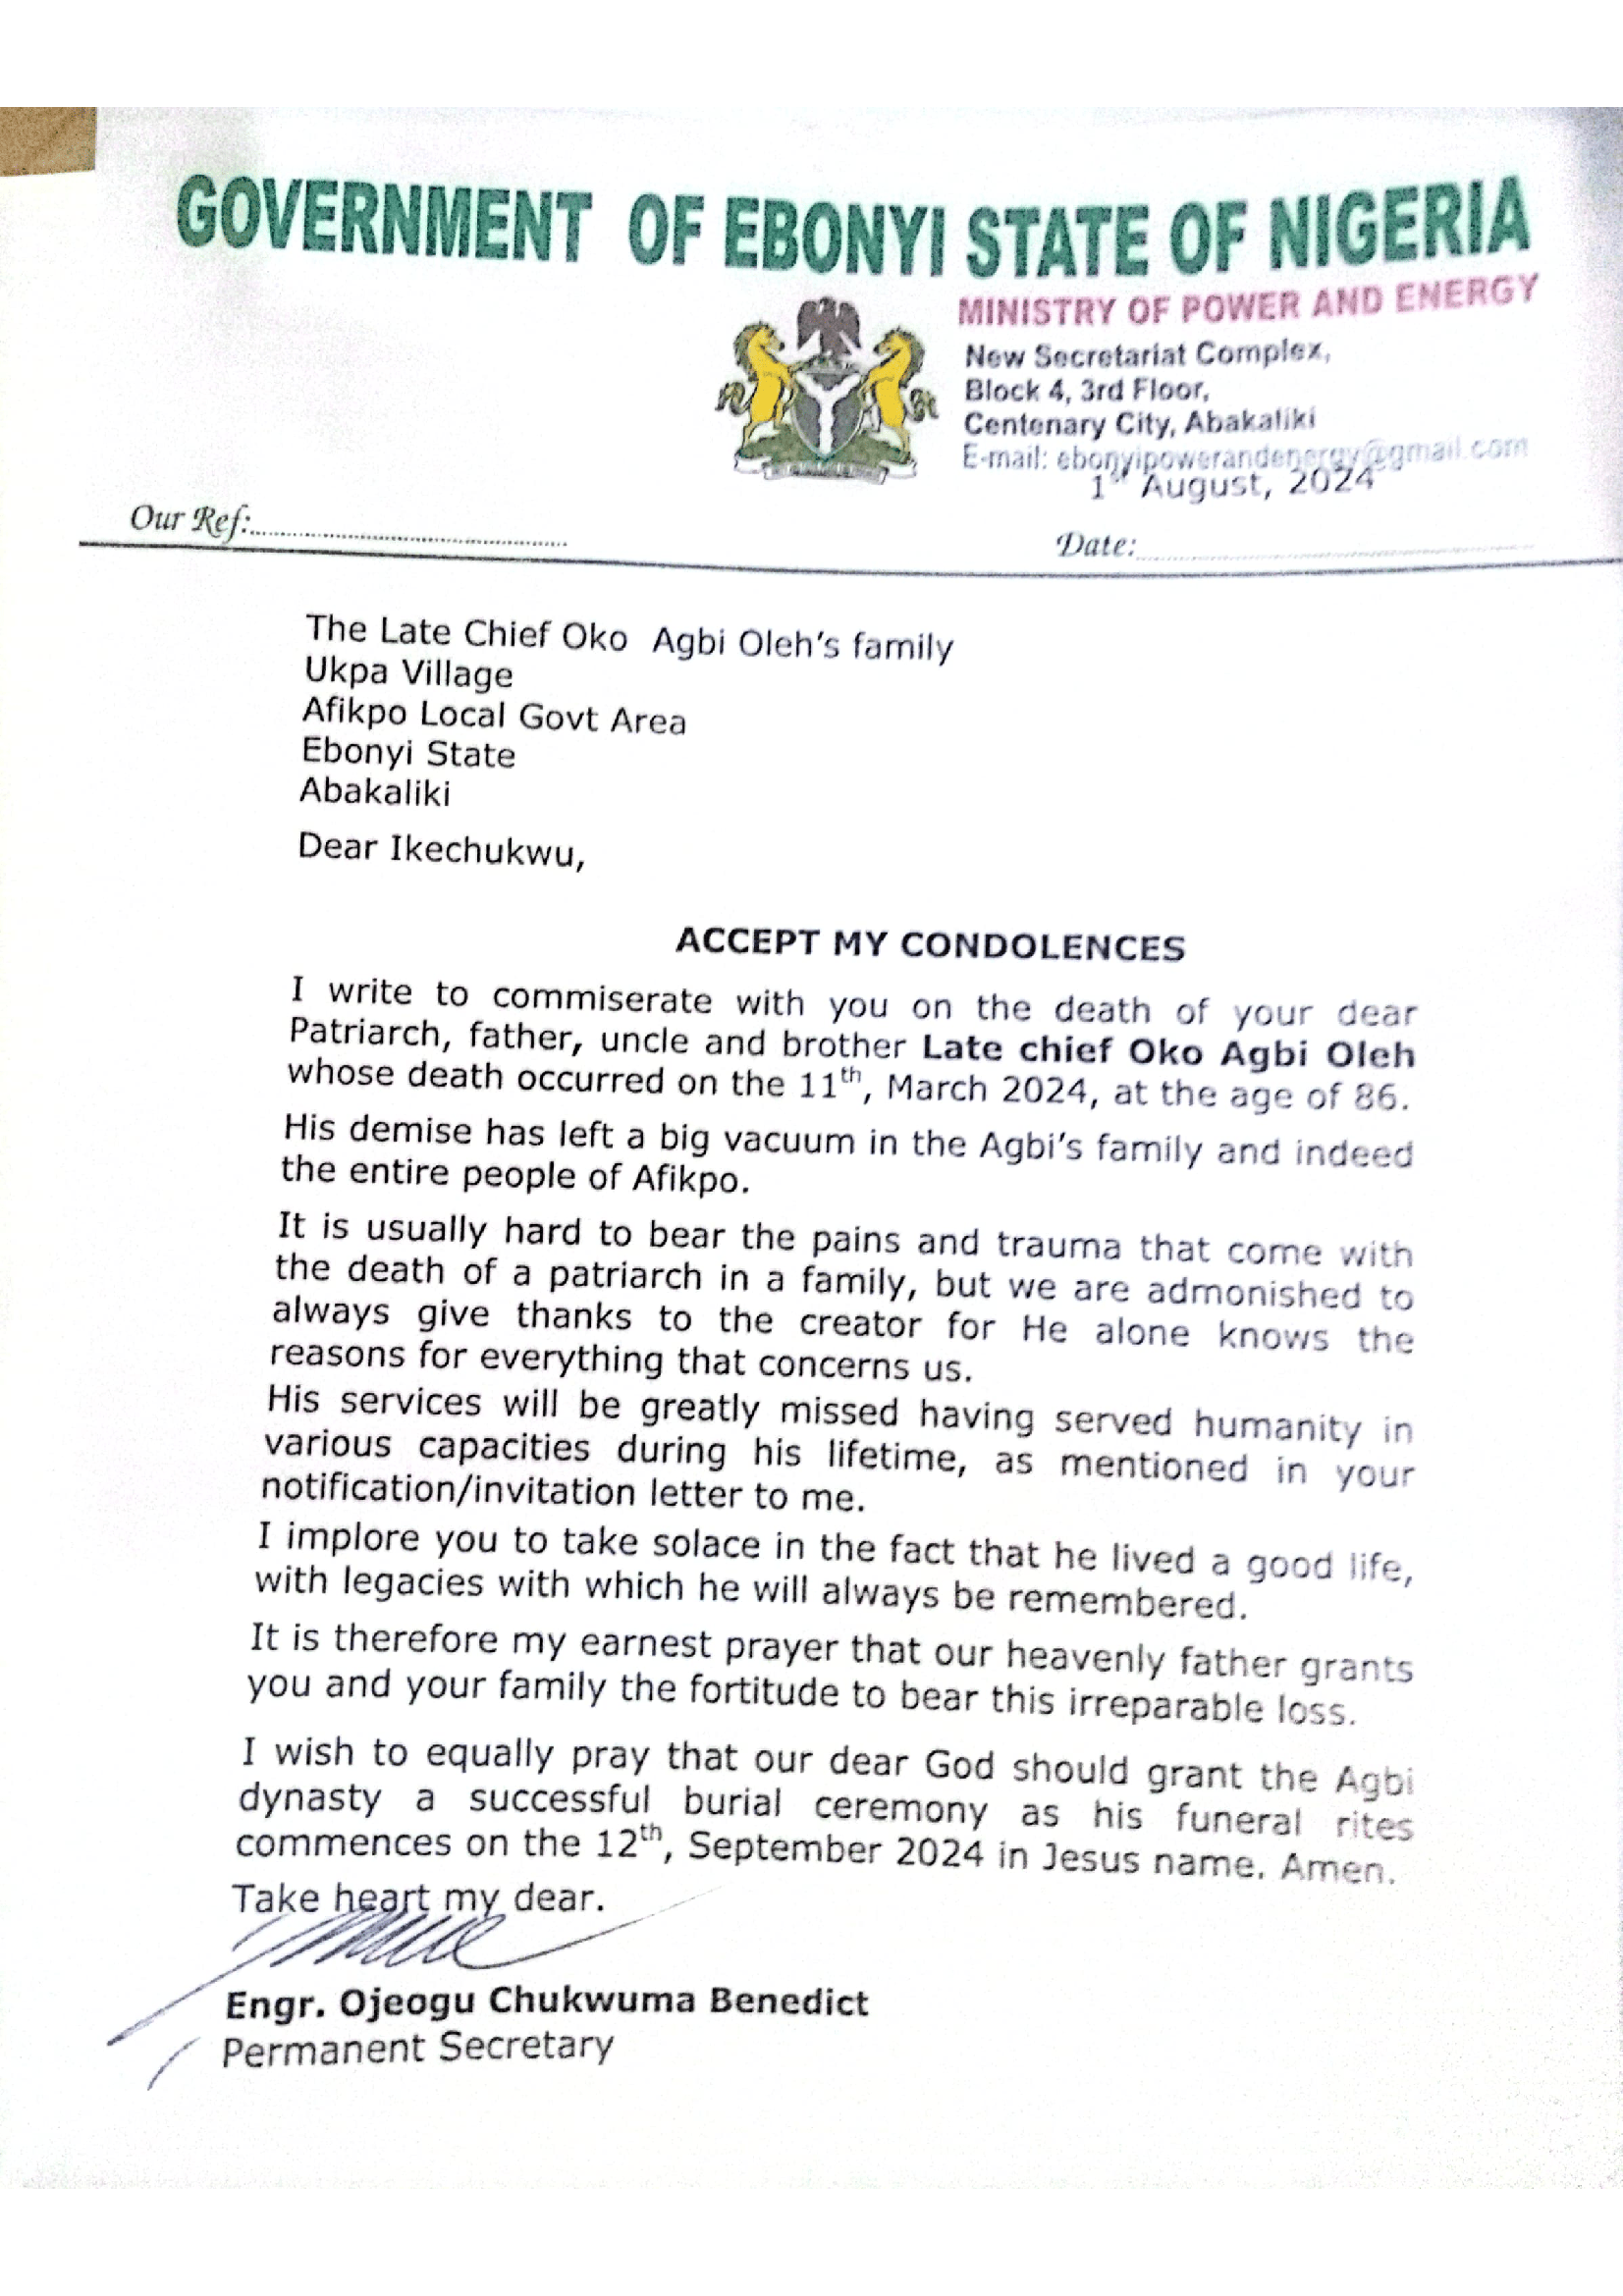 GOVERNMENT OF EBONYI STATE OF NIGERIA
MINISTRY OF POWER AND ENERGY
New Secretariat Complex,
Block 4, 3rd Floor,
Centenary City, Abakaliki
E-mail: ebonyipowerandenergy@gmail.com
1st August, 2024
Our Ref:
Date:
The Late Chief Oko Agbi Oleh's family
Ukpa Village
Afikpo Local Govt Area
Ebonyi State
Abakaliki
Dear Ikechukwu,
ACCEPT MY CONDOLENCES
I write to commiserate with you on the death of your dear
Patriarch, father, uncle and brother Late chief Oko Agbi Oleh
whose death occurred on the 11th, March 2024, at the age of 86.
His demise has left a big vacuum in the Agbi's family and indeed
the entire people of Afikpo.
It is usually hard to bear the pains and trauma that come with
the death of a patriarch in a family, but we are admonished to
always give thanks to the creator for He alone knows the
reasons for everything that concerns us.
His services will be greatly missed having served humanity in
various capacities during his lifetime, as mentioned in your
notification/invitation letter to me.
I implore you to take solace in the fact that he lived a good life,
with legacies with which he will always be remembered.
It is therefore my earnest prayer that our heavenly father grants
you and your family the fortitude to bear this irreparable loss.
I wish to equally pray that our dear God should grant the Agbi
dynasty a successful burial ceremony as his funeral rites
commences on the 12th, September 2024 in Jesus name. Amen.
Take heart my dear.
Engr. Ojeogu Chukwuma Benedict
Permanent Secretary